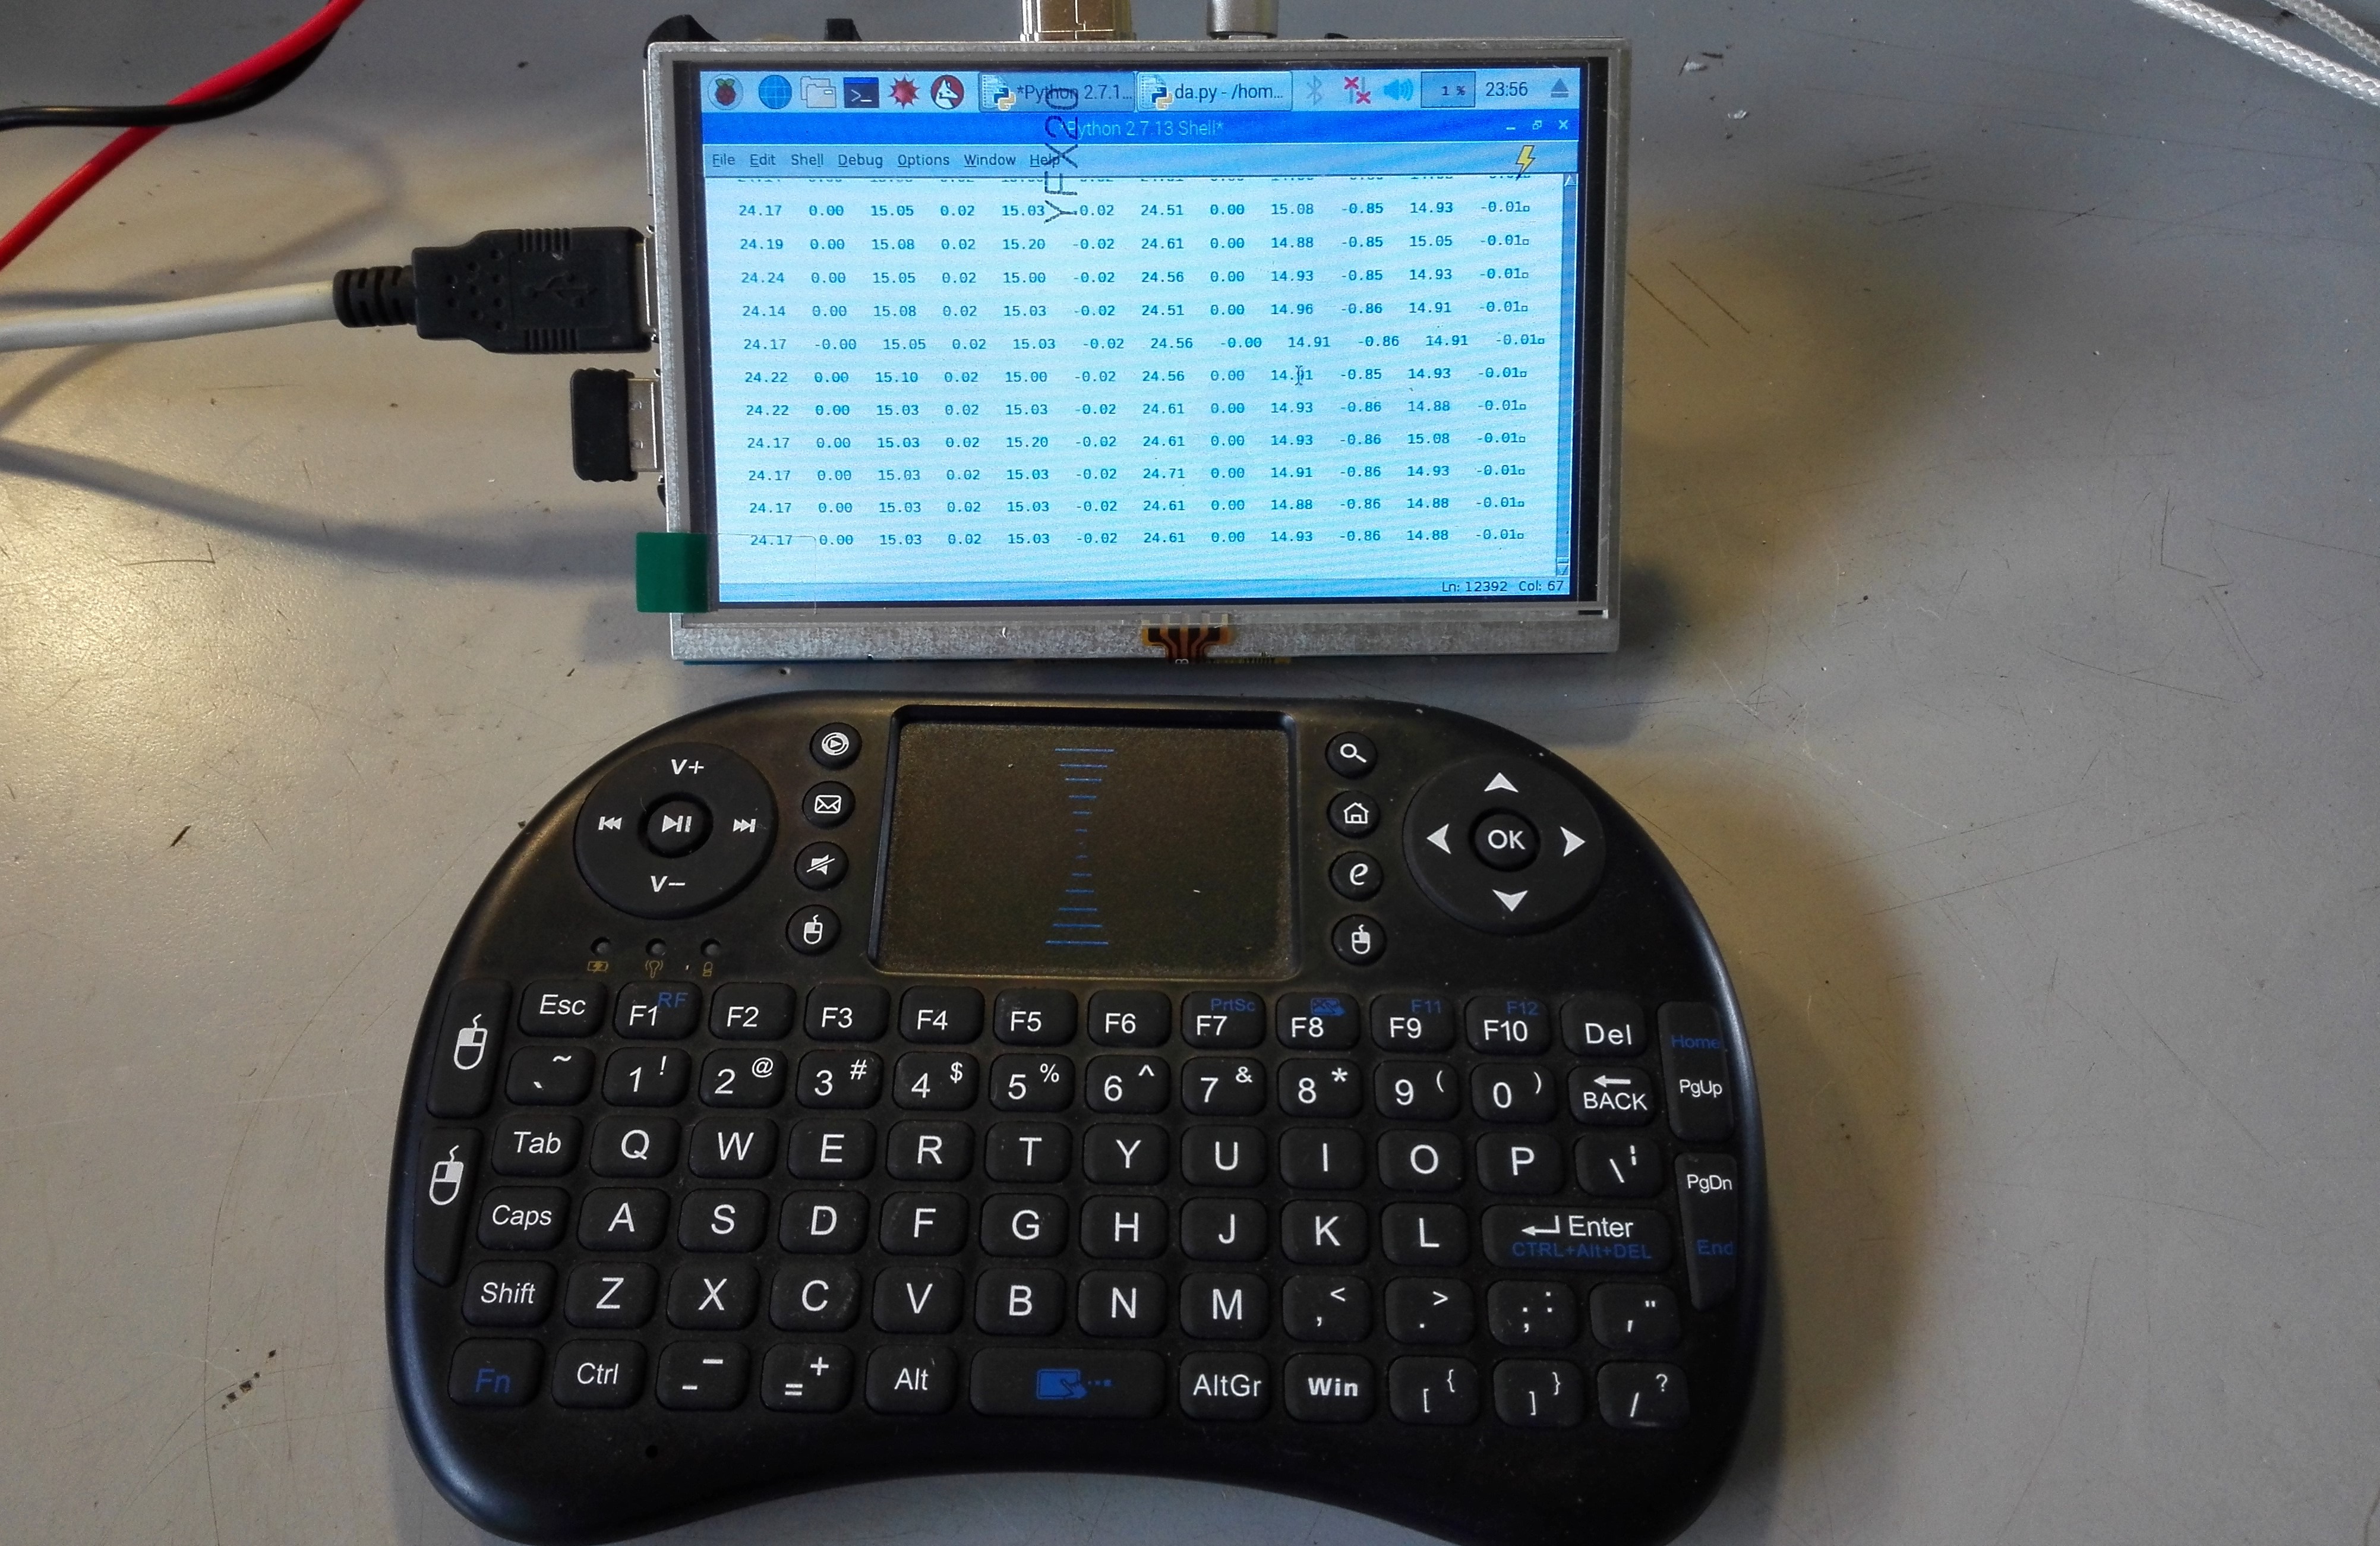 *Python 2.7.1... da.py - /hom... 1 % 23:56
*Python 2.7.13 Shell*
File Edit Shell Debug Options Window Help
YFX20
24.17 0.00 15.05 0.02 15.03 -0.02 24.51 0.00 15.08 -0.85 14.93 -0.01
24.19 0.00 15.08 0.02 15.20 -0.02 24.61 0.00 14.88 -0.85 15.05 -0.01
24.24 0.00 15.05 0.02 15.00 -0.02 24.56 0.00 14.93 -0.85 14.93 -0.01
24.14 0.00 15.08 0.02 15.03 -0.02 24.51 0.00 14.96 -0.86 14.91 -0.01
24.17 -0.00 15.05 0.02 15.03 -0.02 24.56 -0.00 14.91 -0.86 14.91 -0.01
24.22 0.00 15.10 0.02 15.00 -0.02 24.56 0.00 14.91 -0.85 14.93 -0.01
24.22 0.00 15.03 0.02 15.03 -0.02 24.61 0.00 14.93 -0.86 14.88 -0.01
24.17 0.00 15.03 0.02 15.20 -0.02 24.61 0.00 14.93 -0.86 15.08 -0.01
24.17 0.00 15.03 0.02 15.03 -0.02 24.71 0.00 14.91 -0.86 14.93 -0.01
24.17 0.00 15.03 0.02 15.03 -0.02 24.61 0.00 14.88 -0.86 14.88 -0.01
24.17 0.00 15.03 0.02 15.03 -0.02 24.61 0.00 14.93 -0.86 14.88 -0.01
Ln: 12392 Col: 67
V+
V−
OK
e
Esc F1 RF F2 F3 F4 F5 F6 F7 PrtSc F8 F9 F11 F10 F12 Del Home
` ~ 1 ! 2 @ 3 # 4 $ 5 % 6 ^ 7 & 8 * 9 ( 0 ) BACK PgUp
Tab Q W E R T Y U I O P \ ¦ PgDn
Caps A S D F G H J K L Enter CTRL+Alt+DEL End
Shift Z X C V B N M , < . > ; : ' "
Fn Ctrl - _ = + Alt AltGr Win [ { ] } / ?